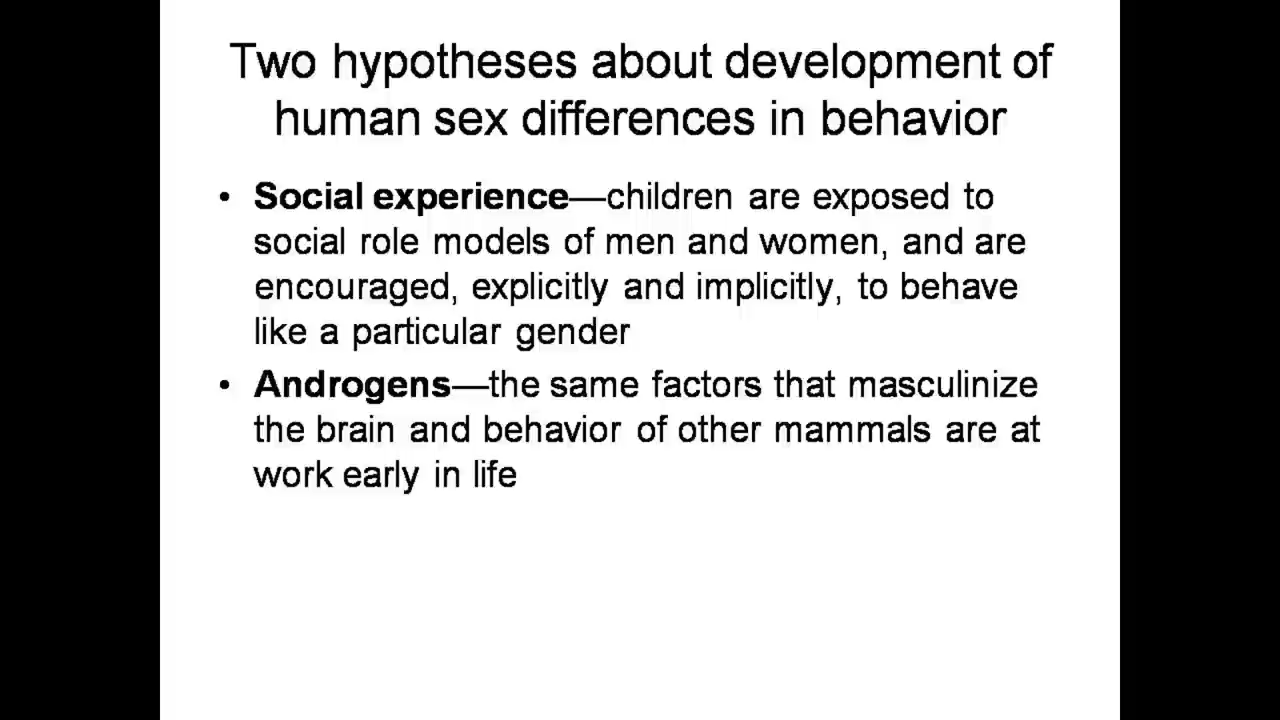 Two hypotheses about development of
human sex differences in behavior
• Social experience—children are exposed to
social role models of men and women, and are
encouraged, explicitly and implicitly, to behave
like a particular gender
• Androgens—the same factors that masculinize
the brain and behavior of other mammals are at
work early in life